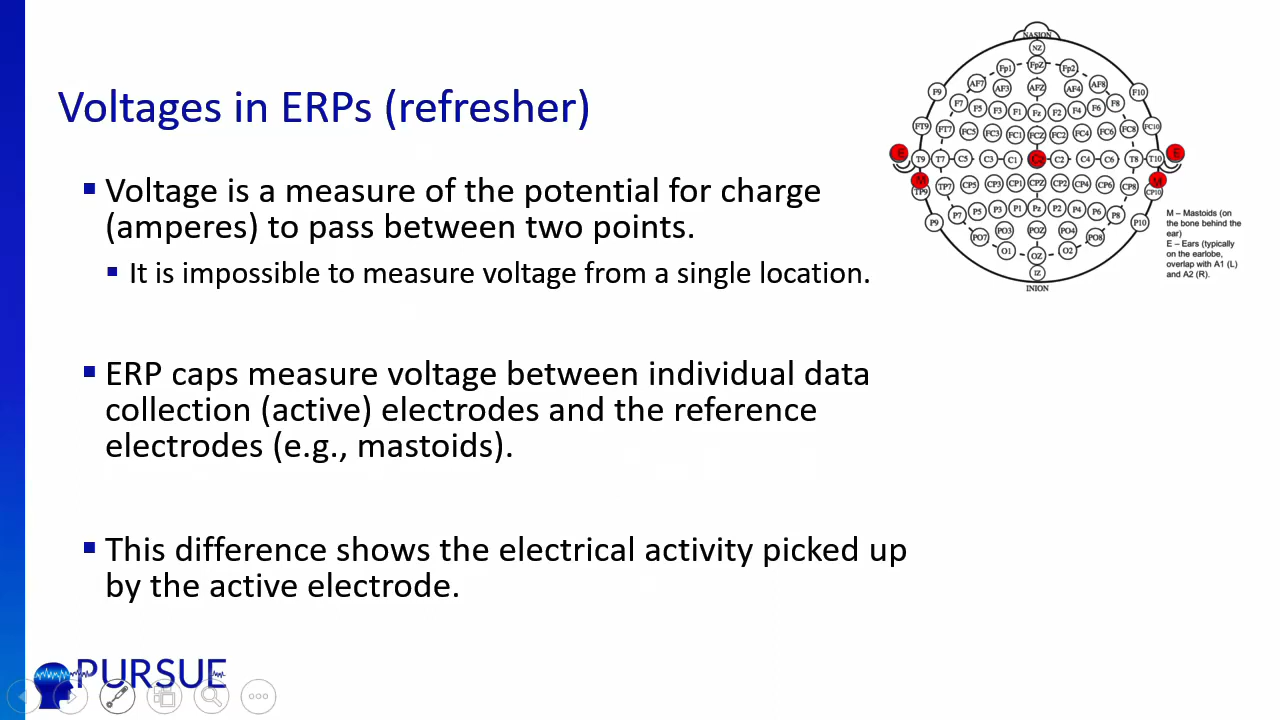 Voltages in ERPs (refresher)
▪ Voltage is a measure of the potential for charge
(amperes) to pass between two points.
▪ It is impossible to measure voltage from a single location.
▪ ERP caps measure voltage between individual data
collection (active) electrodes and the reference
electrodes (e.g., mastoids).
▪ This difference shows the electrical activity picked up
by the active electrode.
NASION
NZ
Fp1 FpZ Fp2
AF7 AF3 AFZ AF4 AF8
F9 F7 F5 F3 F1 Fz F2 F4 F6 F8 F10
FT9 FT7 FC5 FC3 FC1 FCZ FC2 FC4 FC6 FC8 FC10
E E
T9 T7 C5 C3 C1 Cz C2 C4 C6 T8 T10
M M
TP9 TP7 CP5 CP3 CP1 CPZ CP2 CP4 CP6 CP8 CP10
P9 P7 P5 P3 P1 Pz P2 P4 P6 P8 P10
PO7 PO3 POZ PO4 PO8
O1 OZ O2
IZ
INION
M – Mastoids (on
the bone behind the
ear)
E – Ears (typically
on the earlobe,
overlap with A1 (L)
and A2 (R).
PURSUE